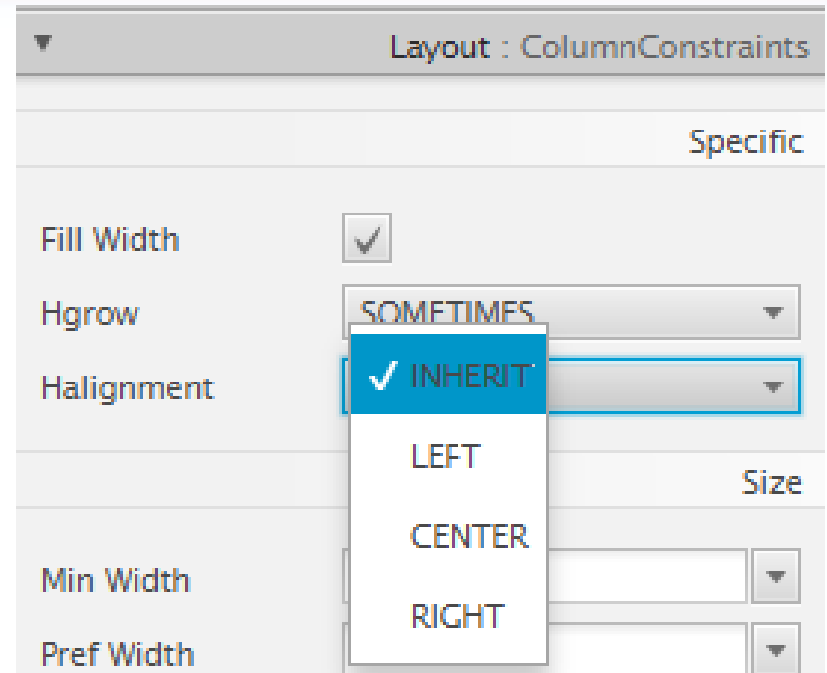 Layout : ColumnConstraints
Specific
Fill Width
Hgrow SOMETIMES
Halignment INHERIT
LEFT
Size
CENTER
Min Width
RIGHT
Pref Width